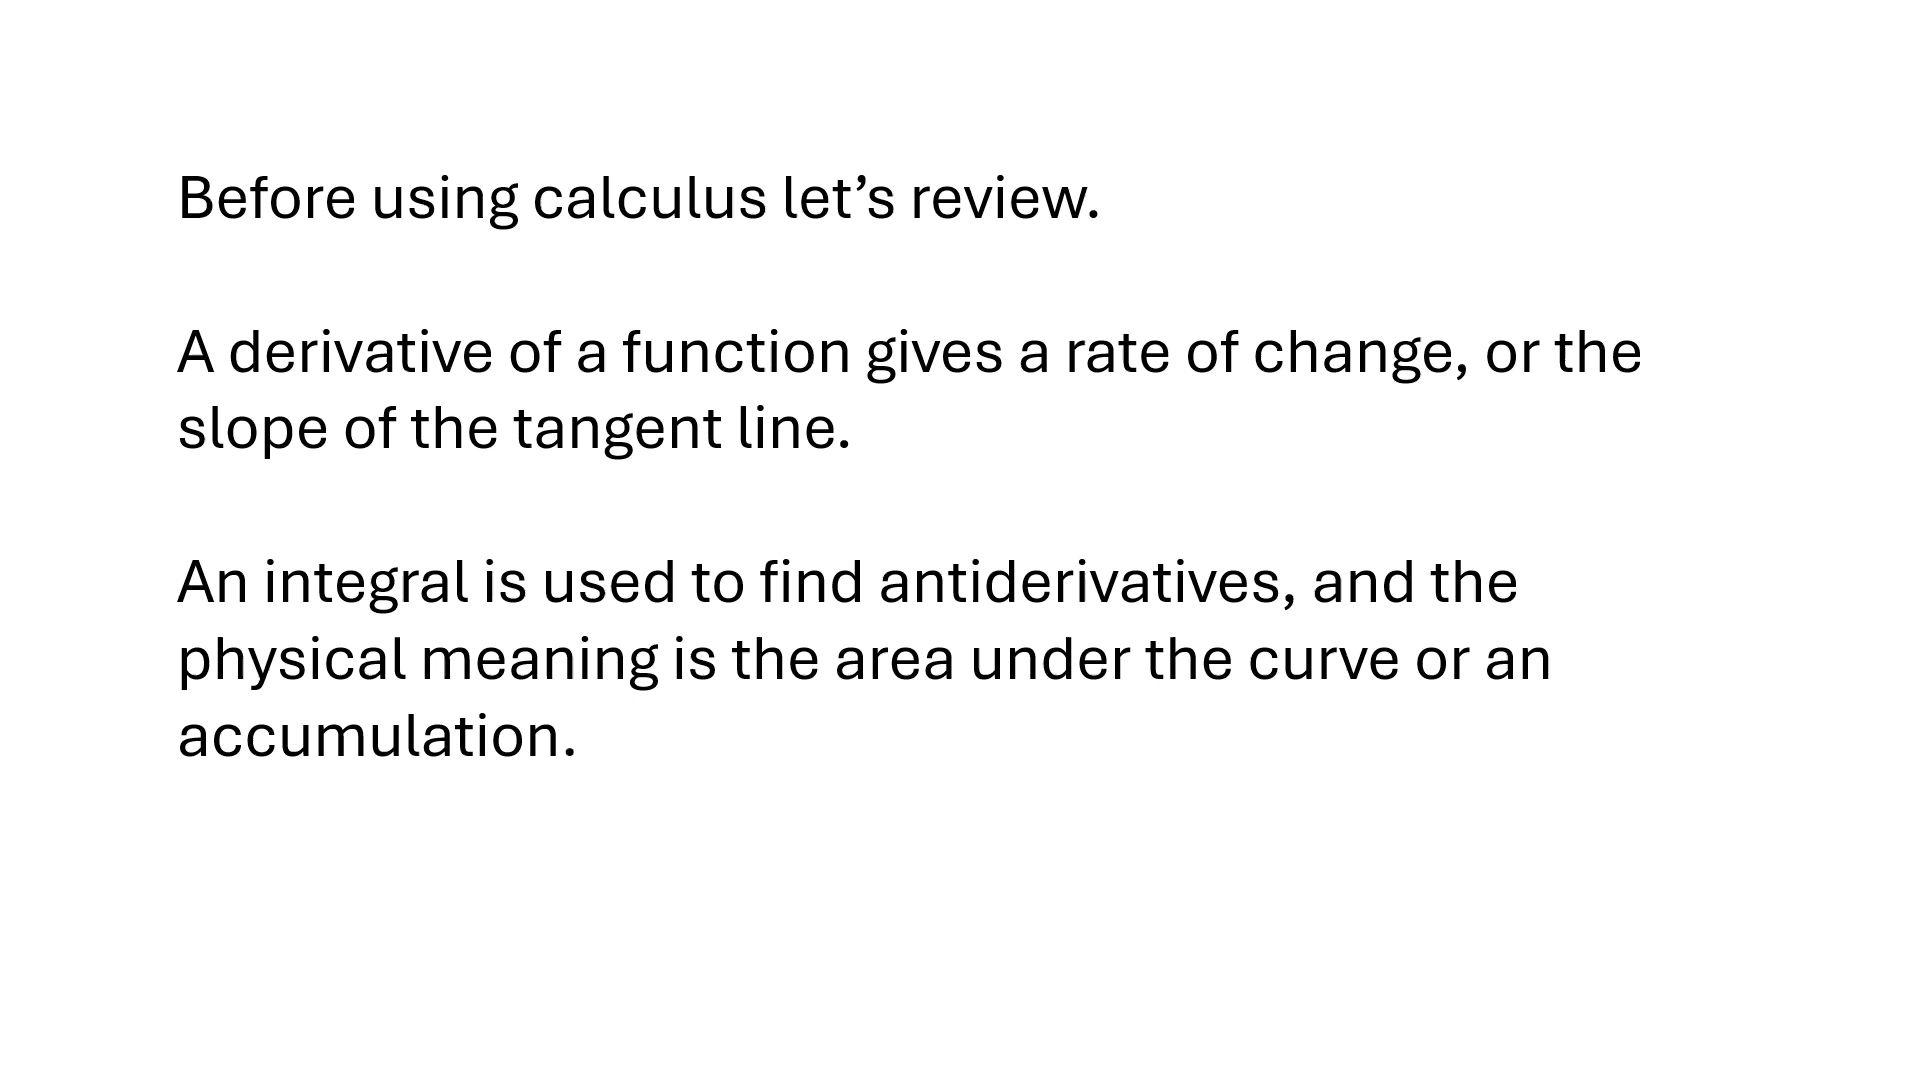 Before using calculus let’s review.
A derivative of a function gives a rate of change, or the
slope of the tangent line.
An integral is used to find antiderivatives, and the
physical meaning is the area under the curve or an
accumulation.